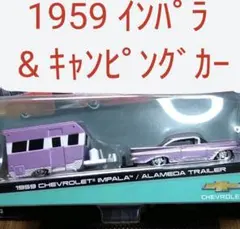 1959 ｲﾝﾊﾟﾗ
& ｷｬﾝﾋﾟﾝｸﾞｶｰ
1959 CHEVROLET IMPALA / ALAMEDA TRAILER
CHEVROLET